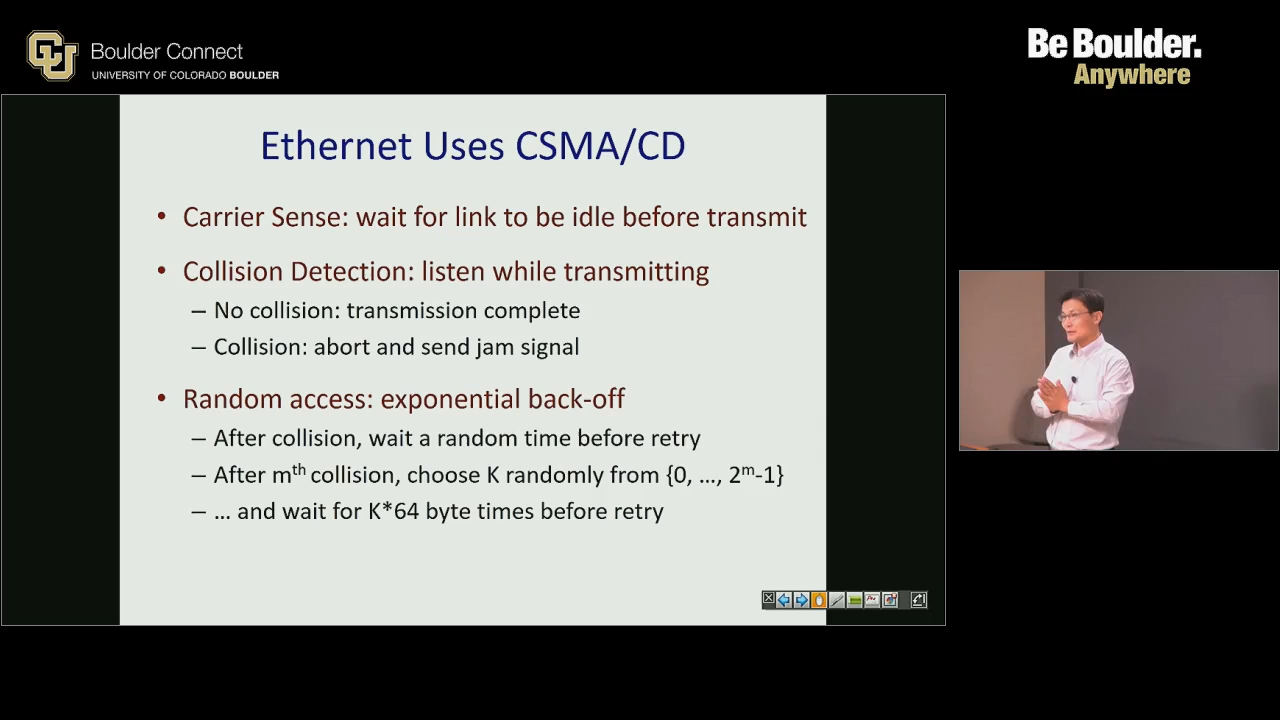 Boulder Connect
UNIVERSITY OF COLORADO BOULDER
Be Boulder.
Anywhere
Ethernet Uses CSMA/CD
• Carrier Sense: wait for link to be idle before transmit
• Collision Detection: listen while transmitting
– No collision: transmission complete
– Collision: abort and send jam signal
• Random access: exponential back-off
– After collision, wait a random time before retry
– After mth collision, choose K randomly from {0, …, 2m-1}
– … and wait for K*64 byte times before retry